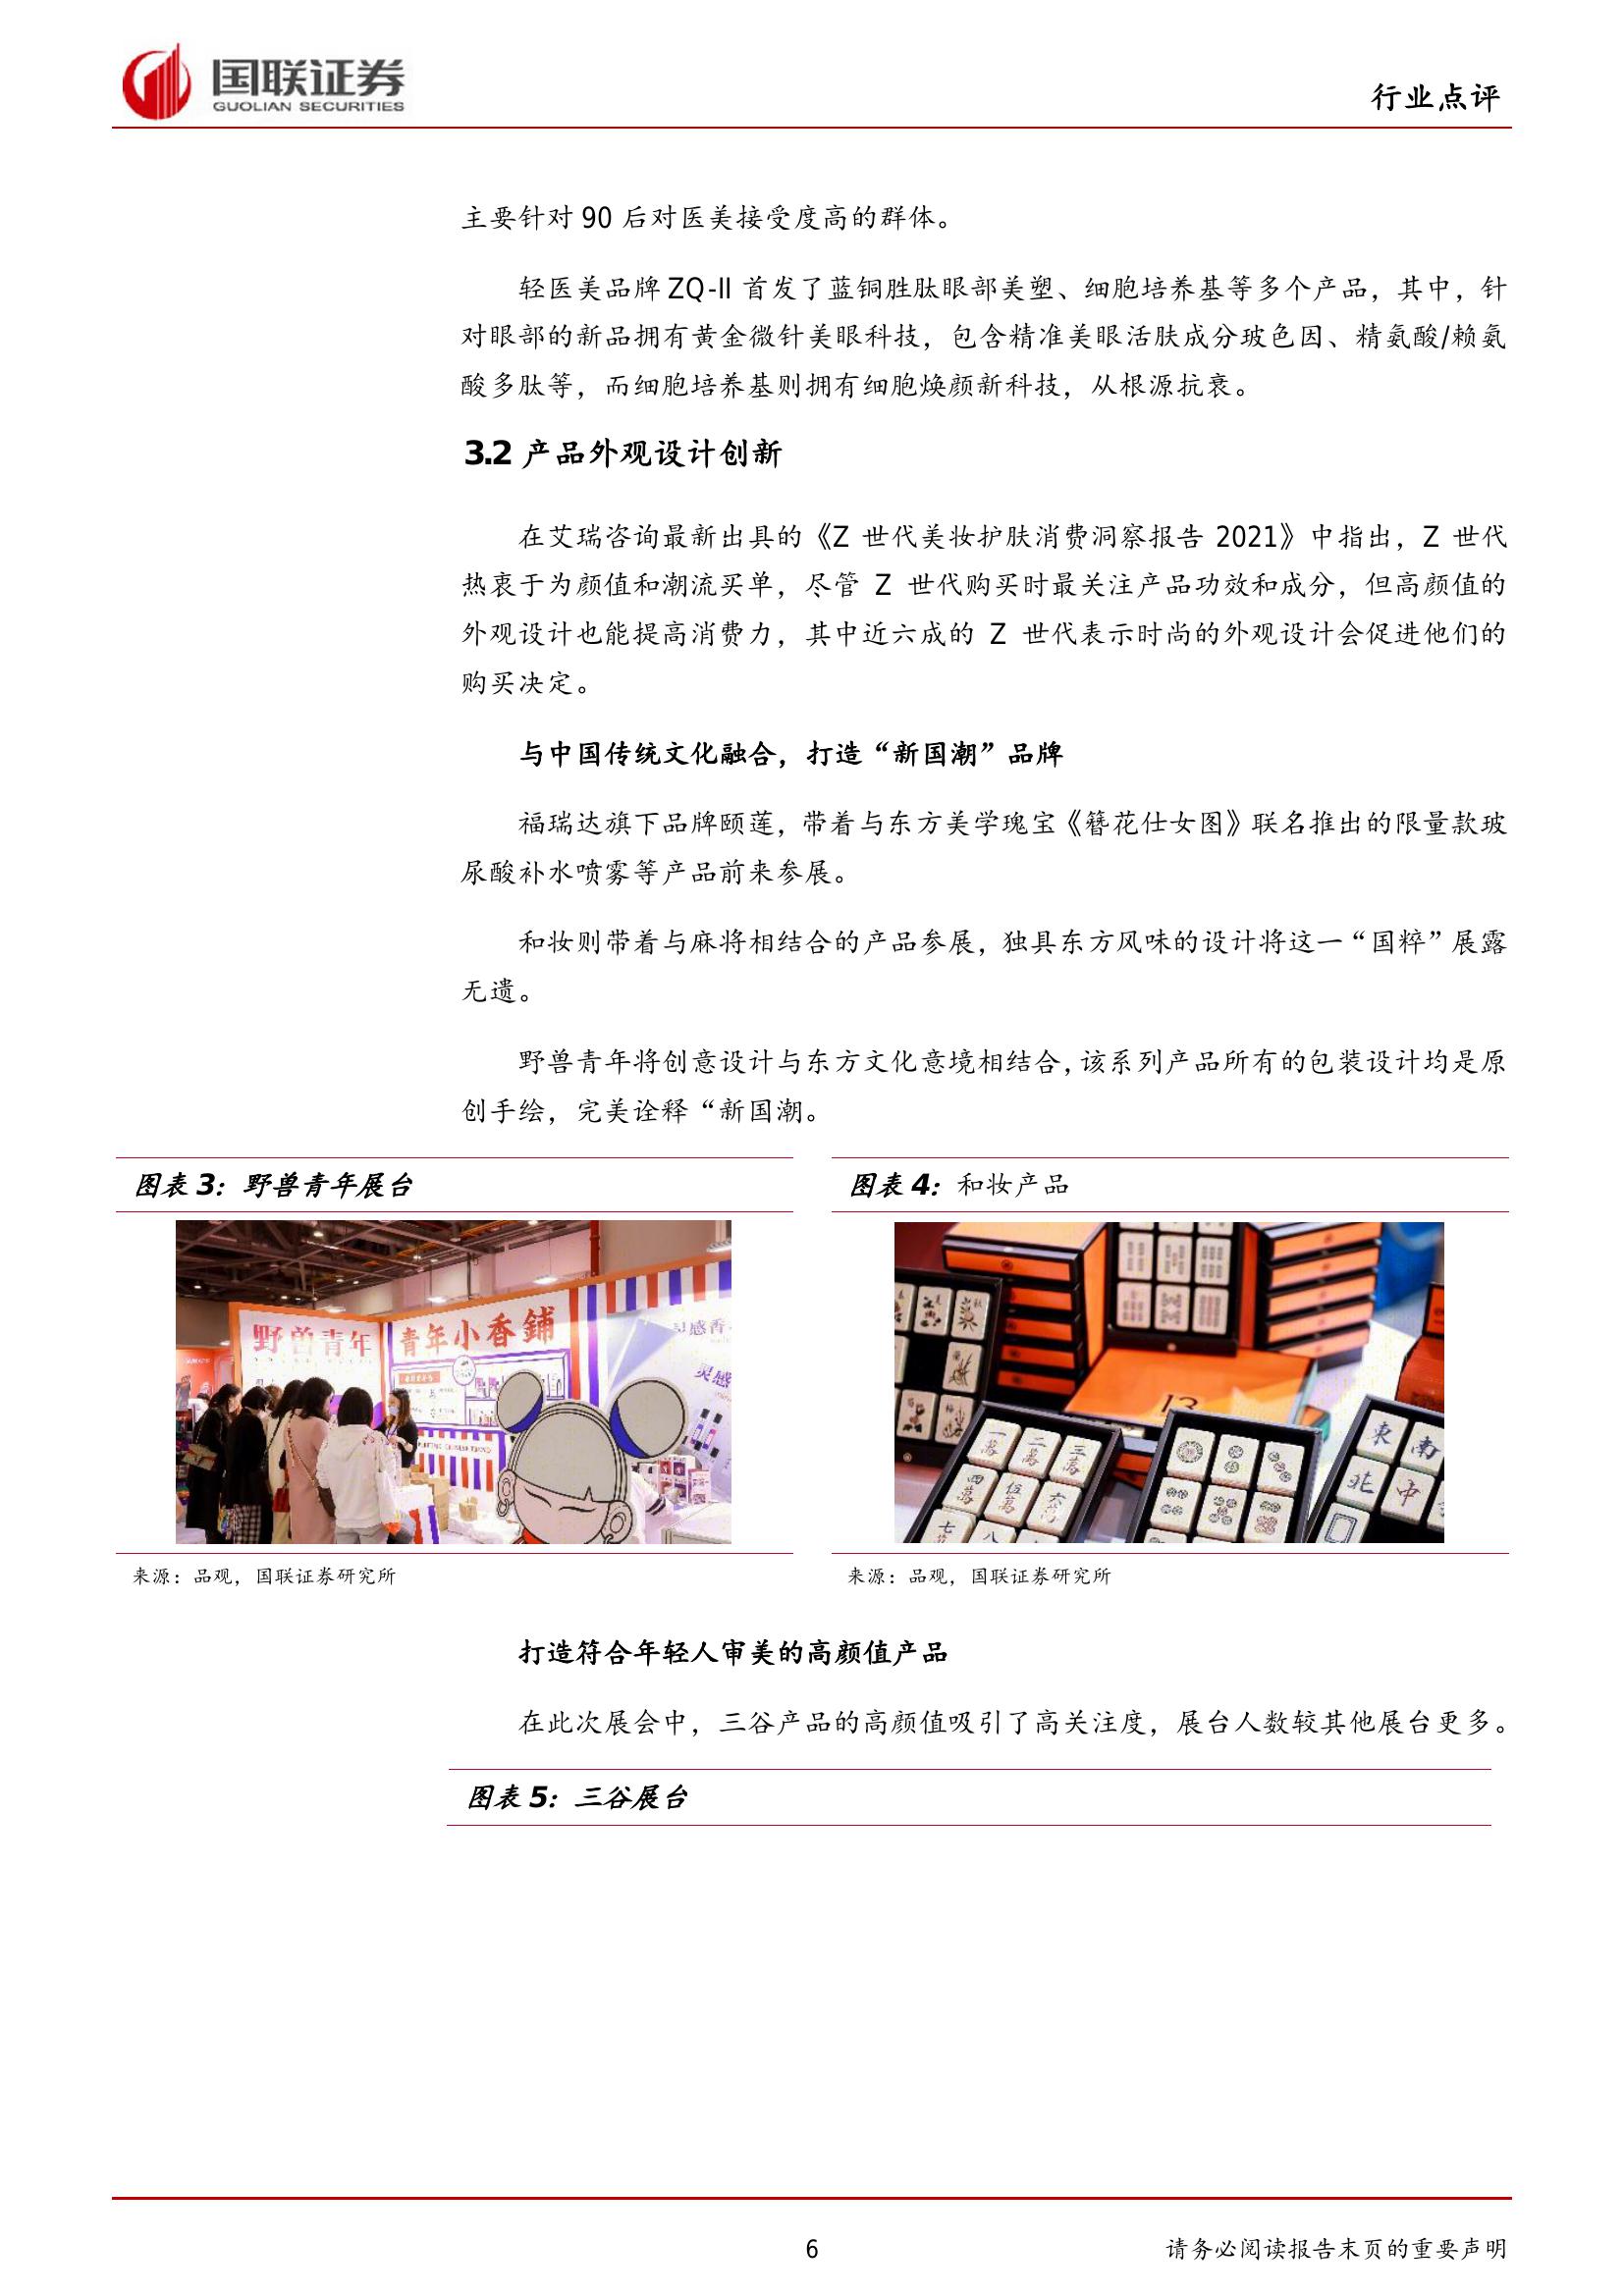 国联证券
GUOLIAN SECURITIES
行业点评
主要针对 90 后对医美接受度高的群体。
轻医美品牌 ZQ-II 首发了蓝铜胜肽眼部美塑、细胞培养基等多个产品，其中，针
对眼部的新品拥有黄金微针美眼科技，包含精准美眼活肤成分玻色因、精氨酸/赖氨
酸多肽等，而细胞培养基则拥有细胞焕颜新科技，从根源抗衰。
3.2 产品外观设计创新
在艾瑞咨询最新出具的《Z 世代美妆护肤消费洞察报告 2021》中指出，Z 世代
热衷于为颜值和潮流买单，尽管 Z 世代购买时最关注产品功效和成分，但高颜值的
外观设计也能提高消费力，其中近六成的 Z 世代表示时尚的外观设计会促进他们的
购买决定。
与中国传统文化融合，打造“新国潮”品牌
福瑞达旗下品牌颐莲，带着与东方美学瑰宝《簪花仕女图》联名推出的限量款玻
尿酸补水喷雾等产品前来参展。
和妆则带着与麻将相结合的产品参展，独具东方风味的设计将这一“国粹”展露
无遗。
野兽青年将创意设计与东方文化意境相结合，该系列产品所有的包装设计均是原
创手绘，完美诠释“新国潮。
图表 3：野兽青年展台
野兽青年
青年小香鋪
灵感香
灵感
图表 4：和妆产品
13
一萬 二萬 三萬
四萬 伍萬 六萬
七 八
東 南
北 中
来源：品观，国联证券研究所
来源：品观，国联证券研究所
打造符合年轻人审美的高颜值产品
在此次展会中，三谷产品的高颜值吸引了高关注度，展台人数较其他展台更多。
图表 5：三谷展台
6
请务必阅读报告末页的重要声明